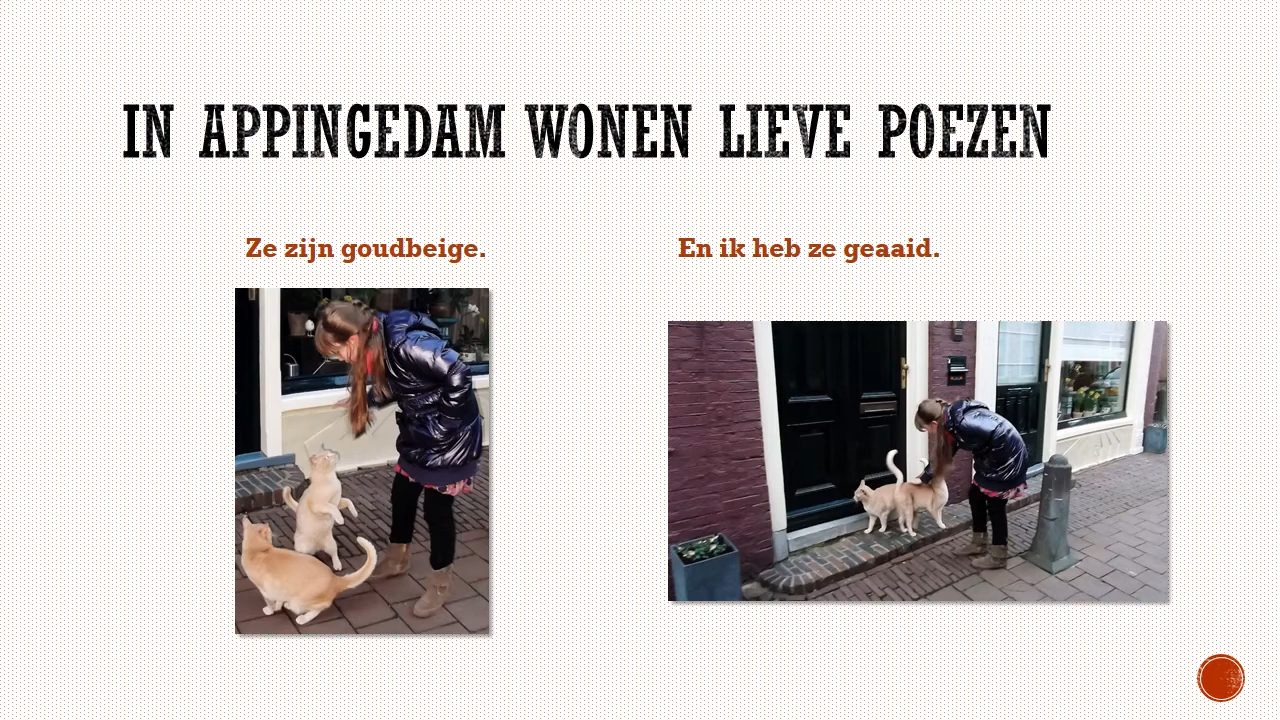 IN APPINGEDAM WONEN LIEVE POEZEN
Ze zijn goudbeige.
En ik heb ze geaaid.